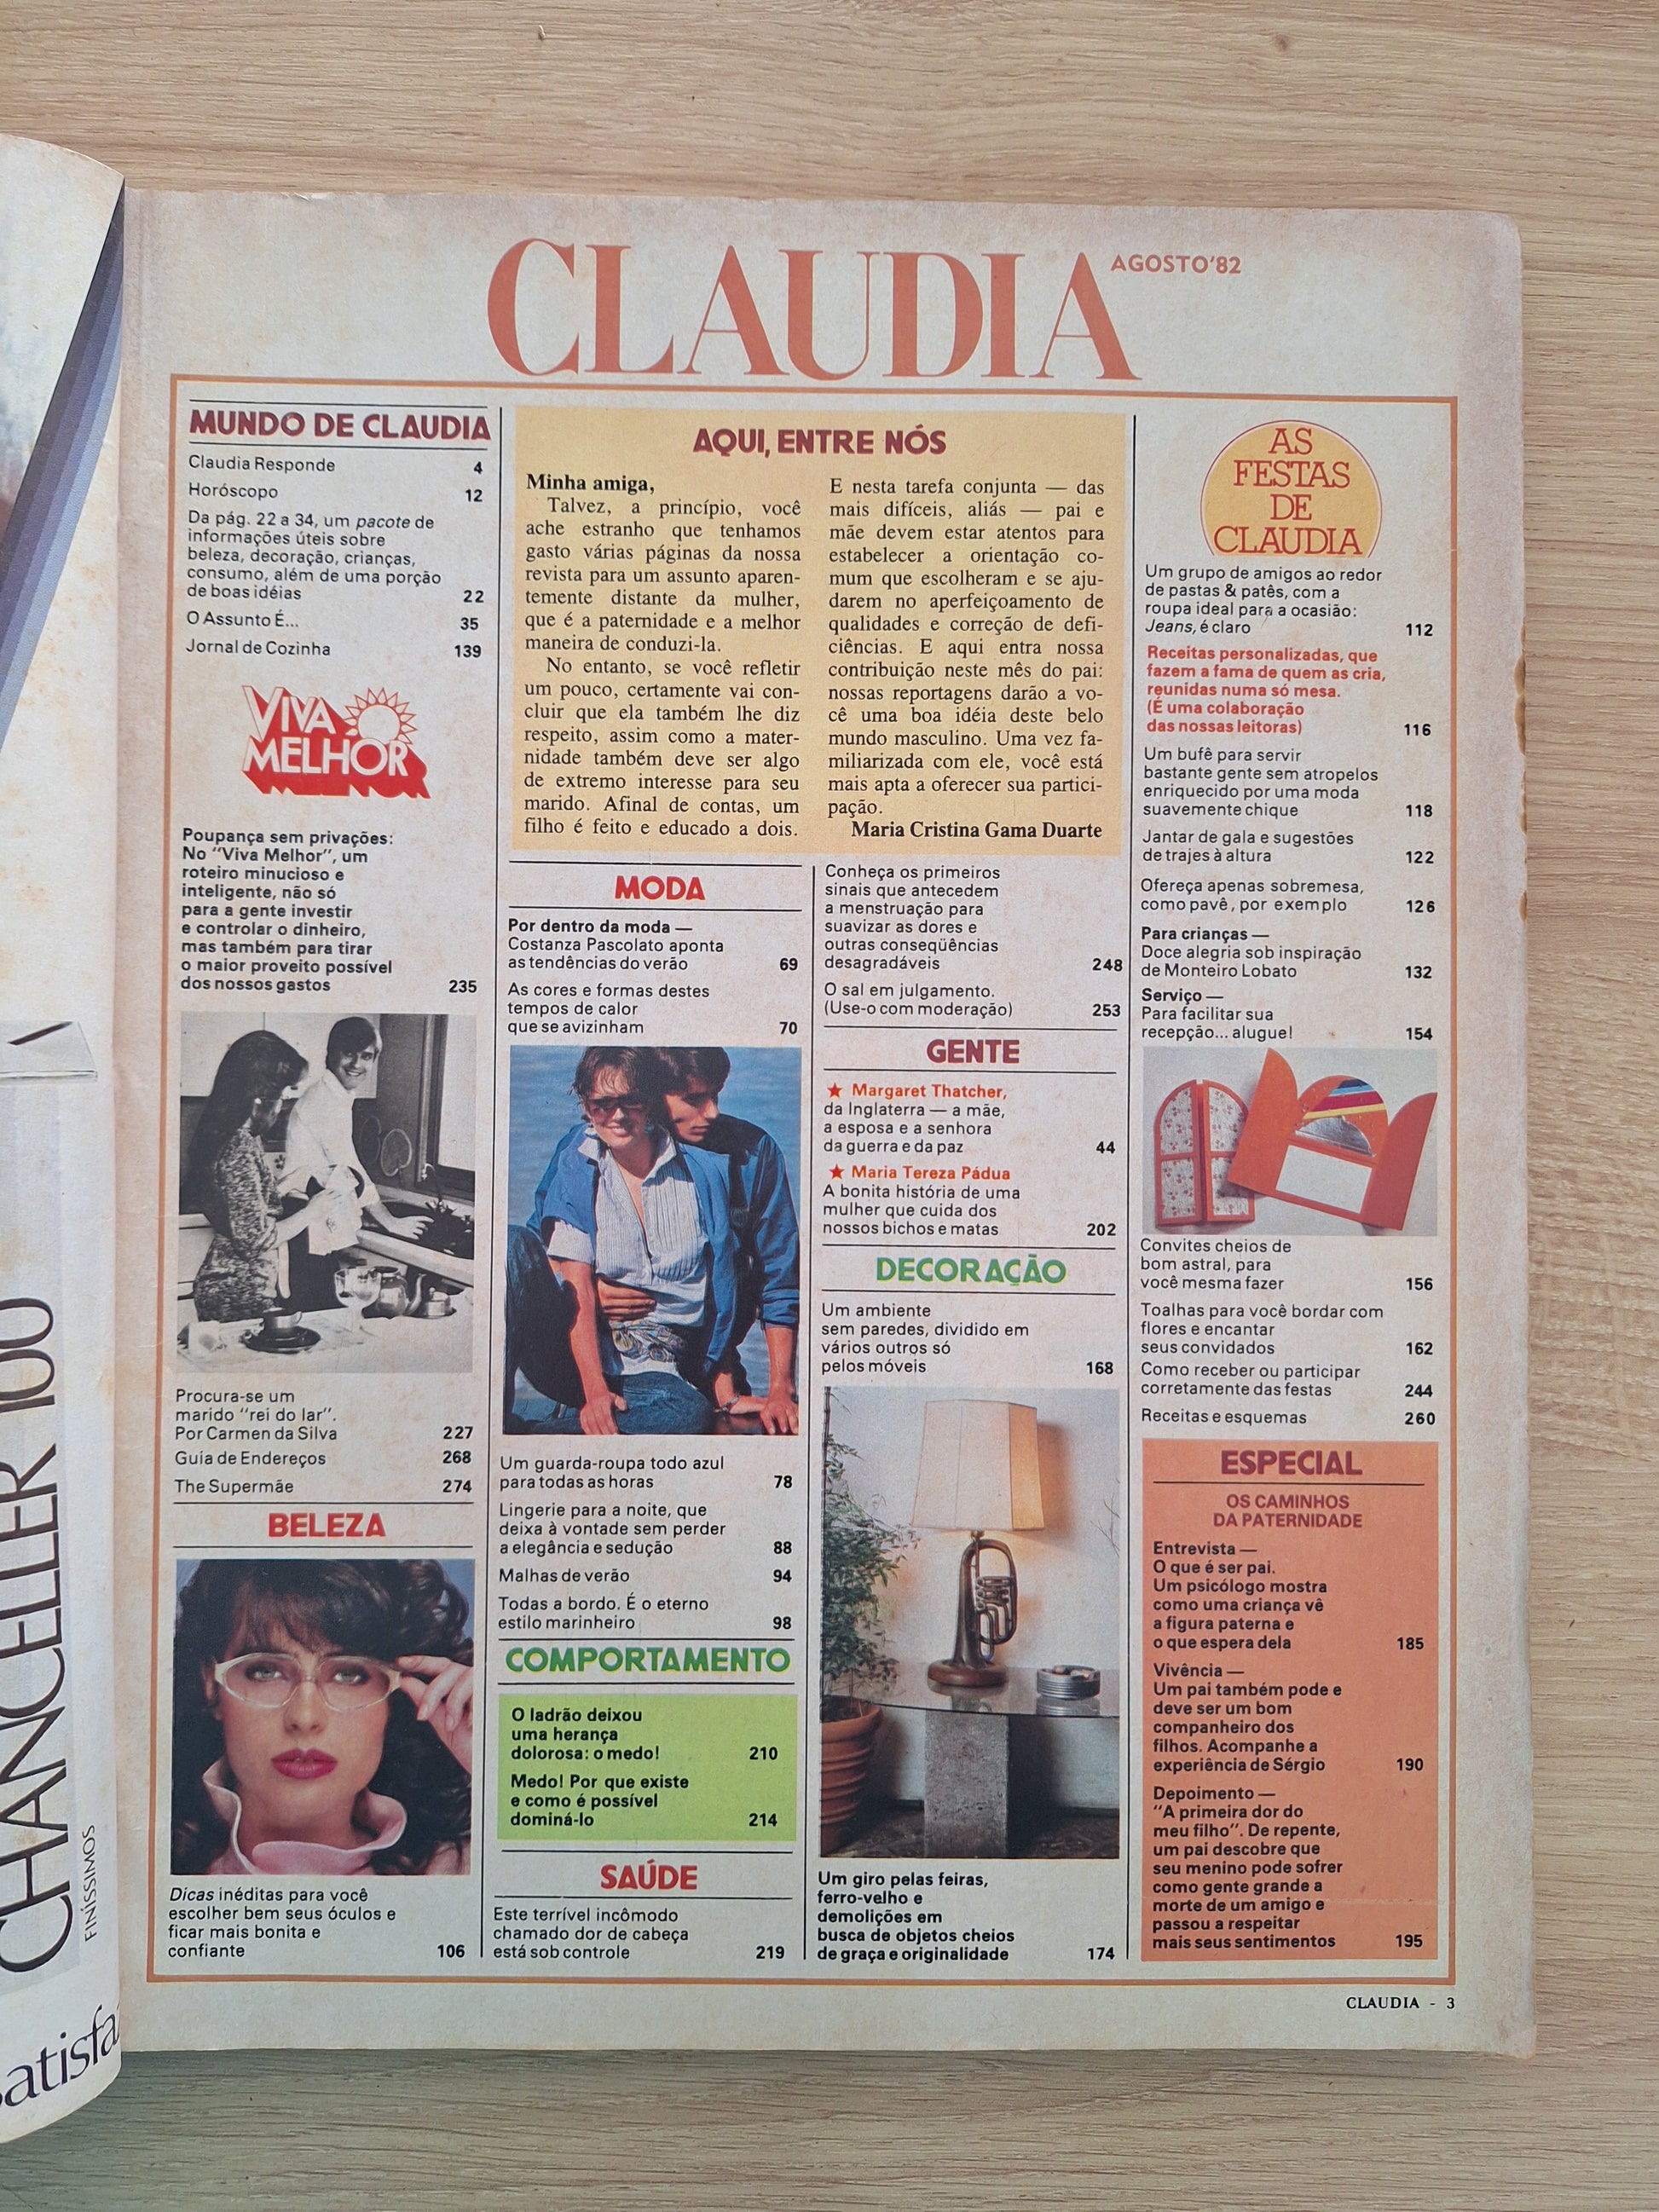 CLAUDIA
AGOSTO'82
MUNDO DE CLAUDIA
Claudia Responde 4
Horóscopo 12
Da pág. 22 a 34, um pacote de
informações úteis sobre
beleza, decoração, crianças,
consumo, além de uma porção
de boas idéias 22
O Assunto É... 35
Jornal de Cozinha 139
VIVA
MELHOR
Poupança sem privações:
No "Viva Melhor", um
roteiro minucioso e
inteligente, não só
para a gente investir
e controlar o dinheiro,
mas também para tirar
o maior proveito possível
dos nossos gastos 235
Procura-se um
marido "rei do lar".
Por Carmen da Silva 227
Guia de Endereços 268
The Supermãe 274
BELEZA
Dicas inéditas para você
escolher bem seus óculos e
ficar mais bonita e
confiante 106
AQUI, ENTRE NÓS
Minha amiga,
Talvez, a princípio, você
ache estranho que tenhamos
gasto várias páginas da nossa
revista para um assunto aparen-
temente distante da mulher,
que é a paternidade e a melhor
maneira de conduzi-la.
No entanto, se você refletir
um pouco, certamente vai con-
cluir que ela também lhe diz
respeito, assim como a mater-
nidade também deve ser algo
de extremo interesse para seu
marido. Afinal de contas, um
filho é feito e educado a dois.
E nesta tarefa conjunta — das
mais difíceis, aliás — pai e
mãe devem estar atentos para
estabelecer a orientação co-
mum que escolheram e se aju-
darem no aperfeiçoamento de
qualidades e correção de defi-
ciências. E aqui entra nossa
contribuição neste mês do pai:
nossas reportagens darão a vo-
cê uma boa idéia deste belo
mundo masculino. Uma vez fa-
miliarizada com ele, você está
mais apta a oferecer sua partici-
pação.
Maria Cristina Gama Duarte
MODA
Por dentro da moda —
Costanza Pascolato aponta
as tendências do verão 69
As cores e formas destes
tempos de calor
que se avizinham 70
Um guarda-roupa todo azul
para todas as horas 78
Lingerie para a noite, que
deixa à vontade sem perder
a elegância e sedução 88
Malhas de verão 94
Todas a bordo. É o eterno
estilo marinheiro 98
COMPORTAMENTO
O ladrão deixou
uma herança
dolorosa: o medo! 210
Medo! Por que existe
e como é possível
dominá-lo 214
SAÚDE
Este terrível incômodo
chamado dor de cabeça
está sob controle 219
Conheça os primeiros
sinais que antecedem
a menstruação para
suavizar as dores e
outras conseqüências
desagradáveis 248
O sal em julgamento.
(Use-o com moderação) 253
GENTE
★ Margaret Thatcher,
da Inglaterra — a mãe,
a esposa e a senhora
da guerra e da paz 44
★ Maria Tereza Pádua
A bonita história de uma
mulher que cuida dos
nossos bichos e matas 202
DECORAÇÃO
Um ambiente
sem paredes, dividido em
vários outros só
pelos móveis 168
Um giro pelas feiras,
ferro-velho e
demolições em
busca de objetos cheios
de graça e originalidade 174
AS
FESTAS
DE
CLAUDIA
Um grupo de amigos ao redor
de pastas & patês, com a
roupa ideal para a ocasião:
Jeans, é claro 112
Receitas personalizadas, que
fazem a fama de quem as cria,
reunidas numa só mesa.
(É uma colaboração
das nossas leitoras) 116
Um bufê para servir
bastante gente sem atropelos
enriquecido por uma moda
suavemente chique 118
Jantar de gala e sugestões
de trajes à altura 122
Ofereça apenas sobremesa,
como pavê, por exemplo 126
Para crianças —
Doce alegria sob inspiração
de Monteiro Lobato 132
Serviço —
Para facilitar sua
recepção... alugue! 154
Convites cheios de
bom astral, para
você mesma fazer 156
Toalhas para você bordar com
flores e encantar
seus convidados 162
Como receber ou participar
corretamente das festas 244
Receitas e esquemas 260
ESPECIAL
OS CAMINHOS
DA PATERNIDADE
Entrevista —
O que é ser pai.
Um psicólogo mostra
como uma criança vê
a figura paterna e
o que espera dela 185
Vivência —
Um pai também pode e
deve ser um bom
companheiro dos
filhos. Acompanhe a
experiência de Sérgio 190
Depoimento —
"A primeira dor do
meu filho". De repente,
um pai descobre que
seu menino pode sofrer
como gente grande a
morte de um amigo e
passou a respeitar
mais seus sentimentos 195
CLAUDIA - 3
CHANCELLER 100
FINÍSSIMOS
satisfa